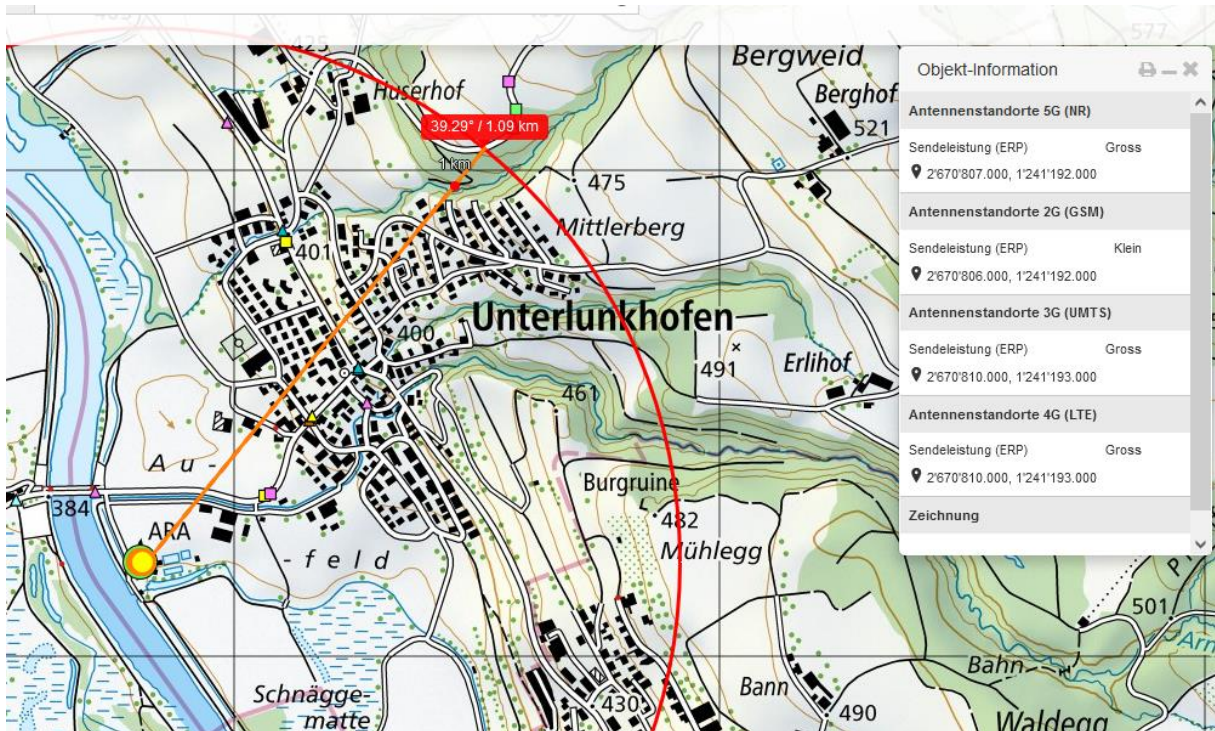 577
425
Bergweid
Huserhof
Berghof
521
39.29° / 1.09 km
1 km
475
Mittlerberg
401
400
Unterlunkhofen
491
Erlihof
461
Au-
Burgruine
384
482
Mühlegg
ARA
- feld
501
Bahn
Schnägge-
matte
430
Bann
490
Waldegg
Objekt-Information
Antennenstandorte 5G (NR)
Sendeleistung (ERP) Gross
2'670'807.000, 1'241'192.000
Antennenstandorte 2G (GSM)
Sendeleistung (ERP) Klein
2'670'806.000, 1'241'192.000
Antennenstandorte 3G (UMTS)
Sendeleistung (ERP) Gross
2'670'810.000, 1'241'193.000
Antennenstandorte 4G (LTE)
Sendeleistung (ERP) Gross
2'670'810.000, 1'241'193.000
Zeichnung